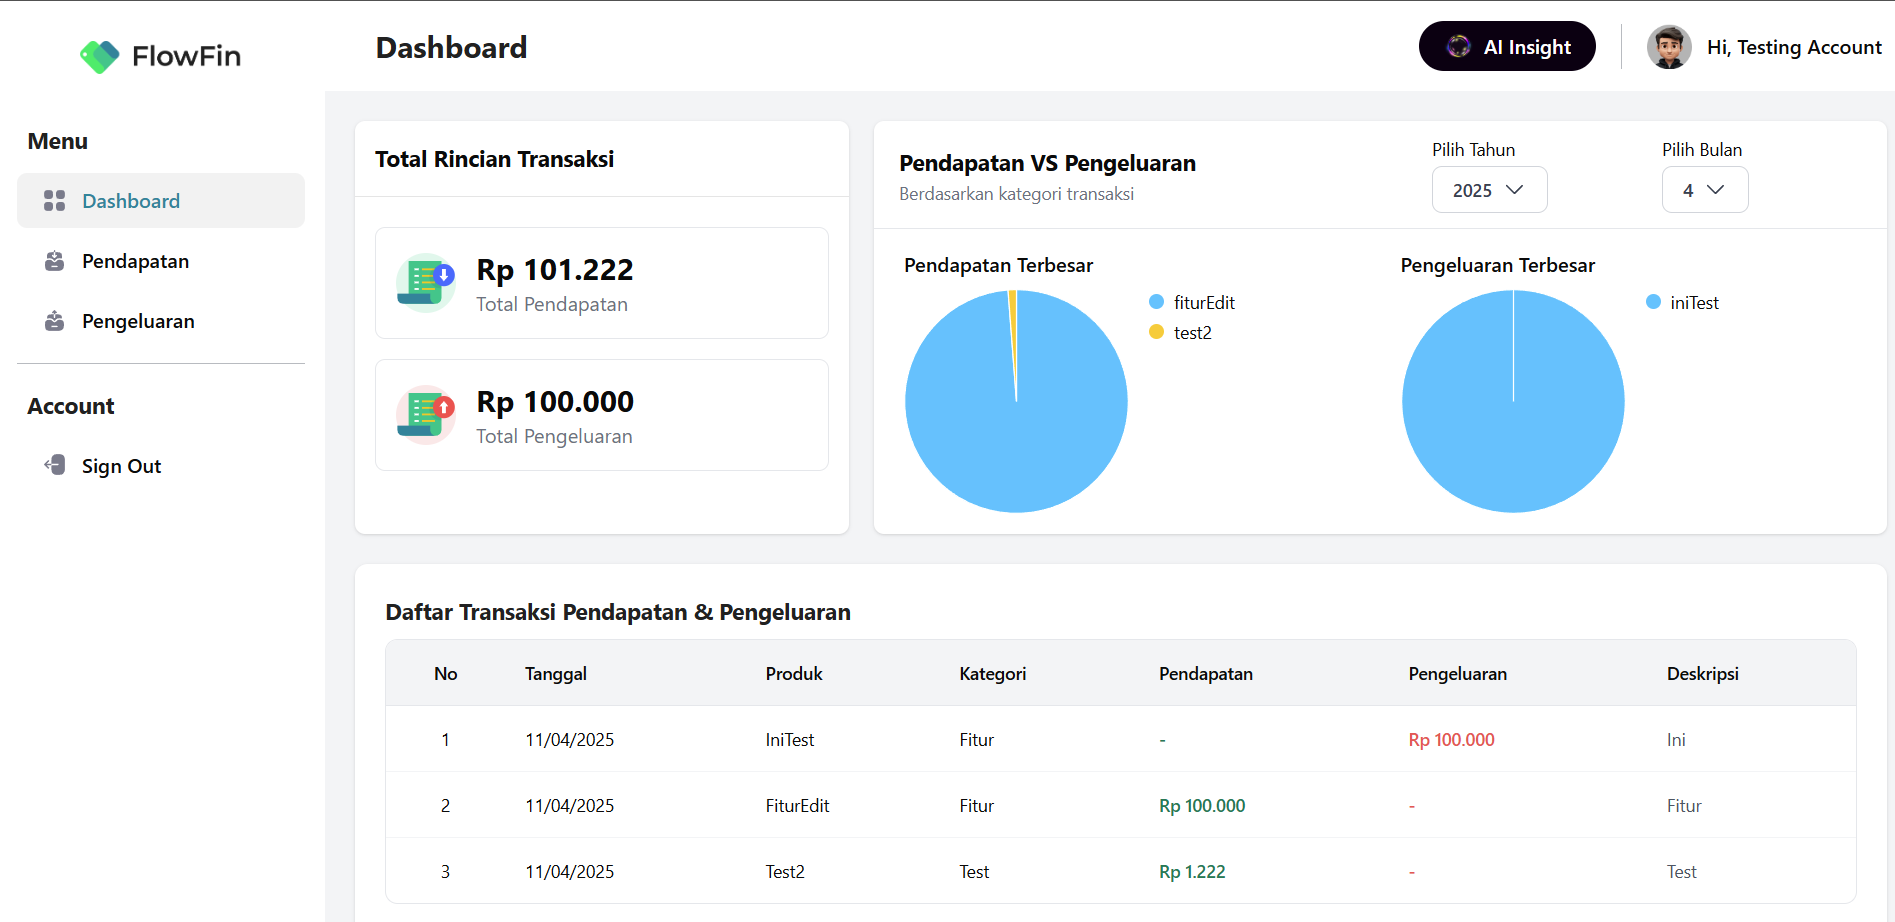 FlowFin
Dashboard
AI Insight
Hi, Testing Account
Menu
Dashboard
Pendapatan
Pengeluaran
Account
Sign Out
Total Rincian Transaksi
Rp 101.222
Total Pendapatan
Rp 100.000
Total Pengeluaran
Pendapatan VS Pengeluaran
Berdasarkan kategori transaksi
Pilih Tahun
2025
Pilih Bulan
4
Pendapatan Terbesar
fiturEdit
test2
Pengeluaran Terbesar
iniTest
Daftar Transaksi Pendapatan & Pengeluaran
No Tanggal Produk Kategori Pendapatan Pengeluaran Deskripsi
1 11/04/2025 IniTest Fitur - Rp 100.000 Ini
2 11/04/2025 FiturEdit Fitur Rp 100.000 - Fitur
3 11/04/2025 Test2 Test Rp 1.222 - Test